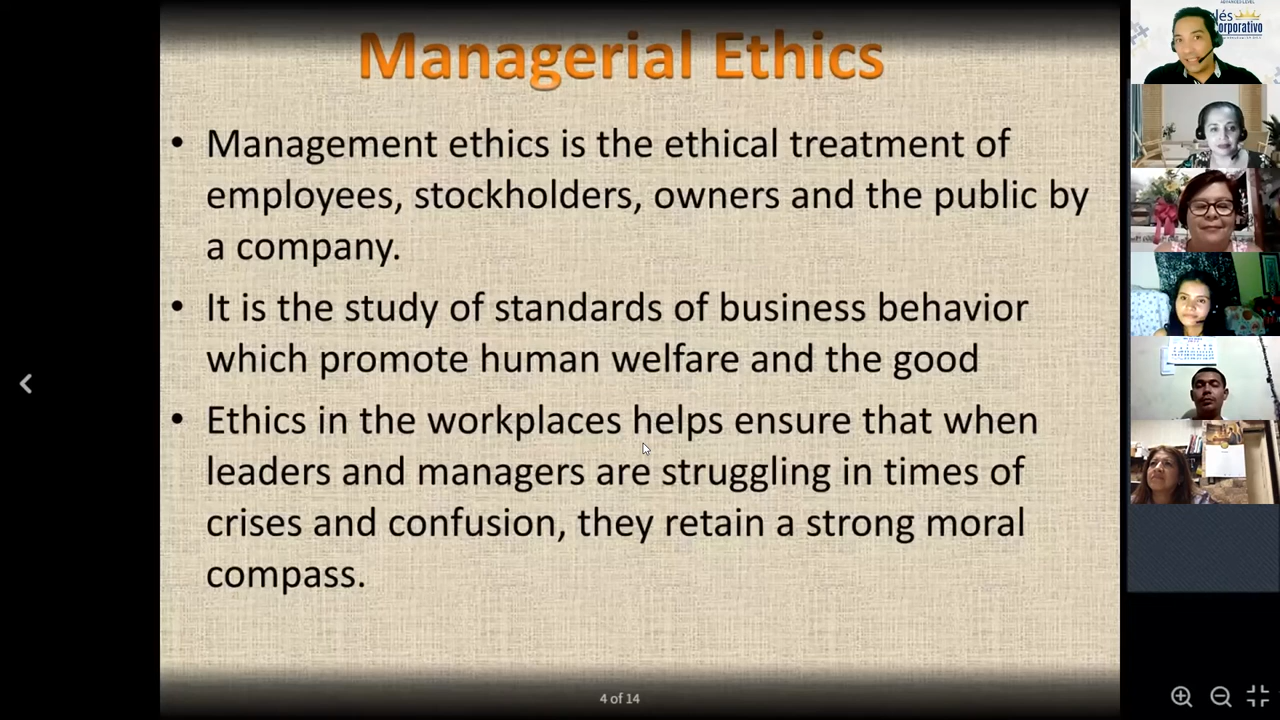 Managerial Ethics
• Management ethics is the ethical treatment of
employees, stockholders, owners and the public by
a company.
• It is the study of standards of business behavior
which promote human welfare and the good
• Ethics in the workplaces helps ensure that when
leaders and managers are struggling in times of
crises and confusion, they retain a strong moral
compass.
4 of 14